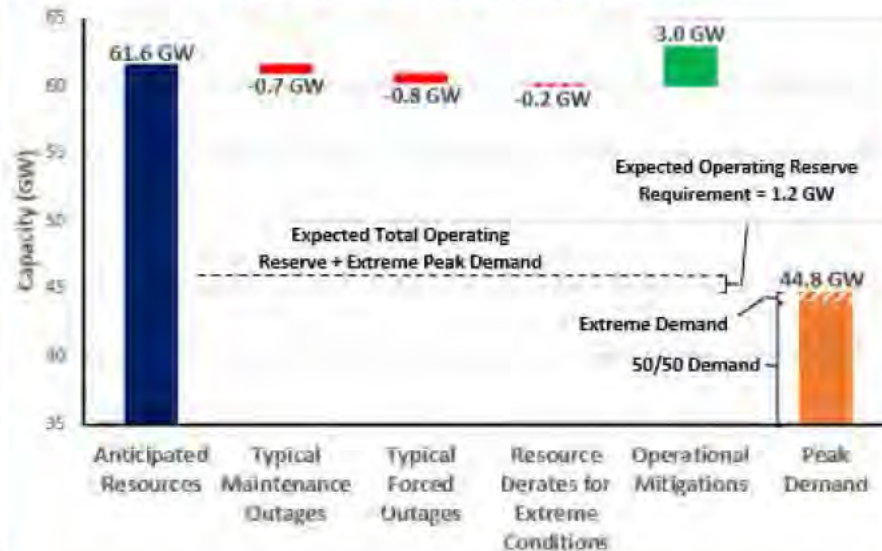 65
61.6 GW
3.0 GW
60
-0.7 GW
-0.8 GW
-0.2 GW
55
Expected Operating Reserve
Requirement = 1.2 GW
Capacity (GW)
50
Expected Total Operating
Reserve + Extreme Peak Demand
45
44.8 GW
Extreme Demand
40
50/50 Demand
35
Anticipated
Resources
Typical
Maintenance
Outages
Typical
Forced
Outages
Resource
Derates for
Extreme
Conditions
Operational
Mitigations
Peak
Demand